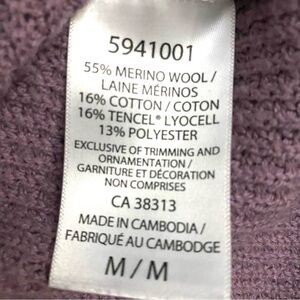 5941001
55% MERINO WOOL /
LAINE MÉRINOS
16% COTTON / COTON
16% TENCEL® LYOCELL
13% POLYESTER
EXCLUSIVE OF TRIMMING AND
ORNAMENTATION /
GARNITURE ET DÉCORATION
NON COMPRISES
CA 38313
MADE IN CAMBODIA /
FABRIQUÉ AU CAMBODGE
M / M